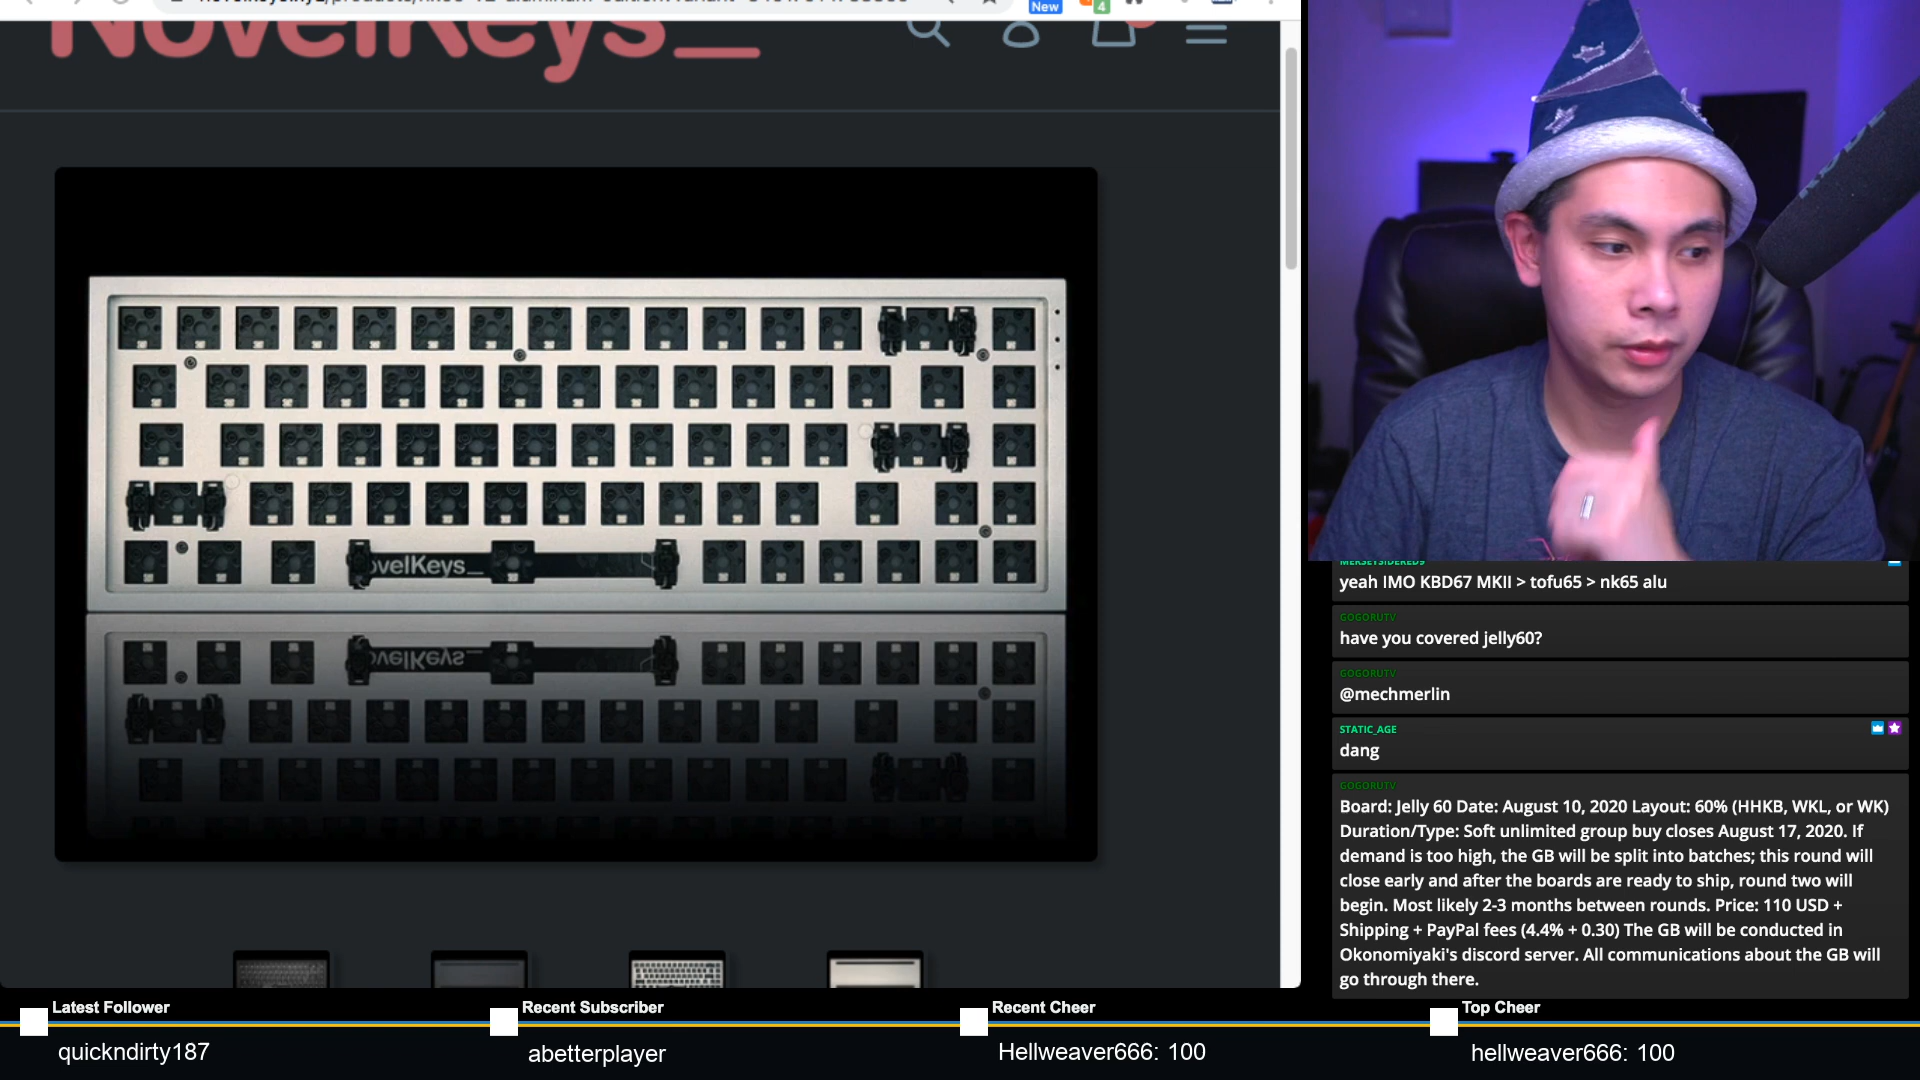 NovelKeys_
New
4
ovelKeys_
ovelKeys_
RODE
MERSEYSIDERED9
yeah IMO KBD67 MKII > tofu65 > nk65 alu
GOGORUTV
have you covered jelly60?
GOGORUTV
@mechmerlin
STATIC_AGE
dang
GOGORUTV
Board: Jelly 60 Date: August 10, 2020 Layout: 60% (HHKB, WKL, or WK)
Duration/Type: Soft unlimited group buy closes August 17, 2020. If
demand is too high, the GB will be split into batches; this round will
close early and after the boards are ready to ship, round two will
begin. Most likely 2-3 months between rounds. Price: 110 USD +
Shipping + PayPal fees (4.4% + 0.30) The GB will be conducted in
Okonomiyaki's discord server. All communications about the GB will
go through there.
Latest Follower
quickndirty187
Recent Subscriber
abetterplayer
Recent Cheer
Hellweaver666: 100
Top Cheer
hellweaver666: 100